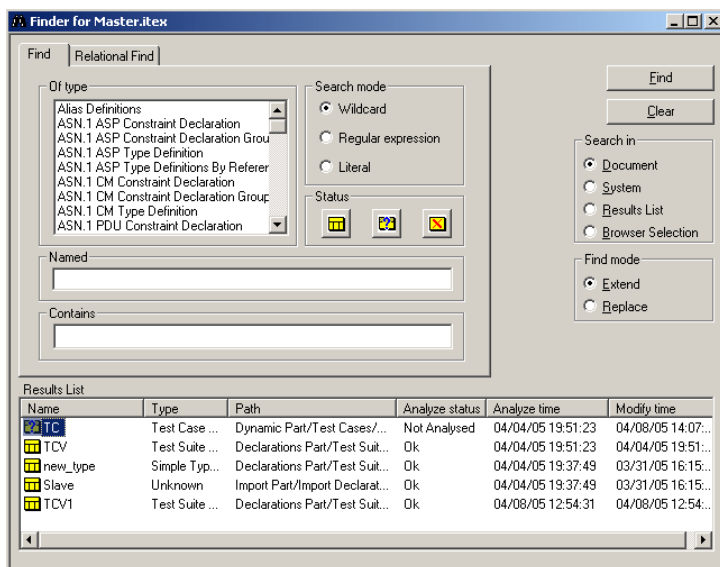 Finder for Master.itex
Find
Relational Find
Of type
Alias Definitions
ASN.1 ASP Constraint Declaration
ASN.1 ASP Constraint Declaration Grou
ASN.1 ASP Type Definition
ASN.1 ASP Type Definitions By Referer
ASN.1 CM Constraint Declaration
ASN.1 CM Constraint Declaration Group
ASN.1 CM Type Definition
ASN.1 PDU Constraint Declaration
Search mode
Wildcard
Regular expression
Literal
Status
Named
Contains
Find
Clear
Search in
Document
System
Results List
Browser Selection
Find mode
Extend
Replace
Results List
Name Type Path Analyze status Analyze time Modify time
TC Test Case ... Dynamic Part/Test Cases/... Not Analysed 04/04/05 19:51:23 04/08/05 14:07:...
TCV Test Suite ... Declarations Part/Test Suit... Ok 04/04/05 19:51:23 04/04/05 19:51:...
new_type Simple Typ... Declarations Part/Test Suit... Ok 04/04/05 19:37:49 03/31/05 16:15:...
Slave Unknown Import Part/Import Declarat... Ok 04/04/05 19:37:49 03/31/05 16:15:...
TCV1 Test Suite ... Declarations Part/Test Suit... Ok 04/08/05 12:54:31 04/08/05 12:54:...